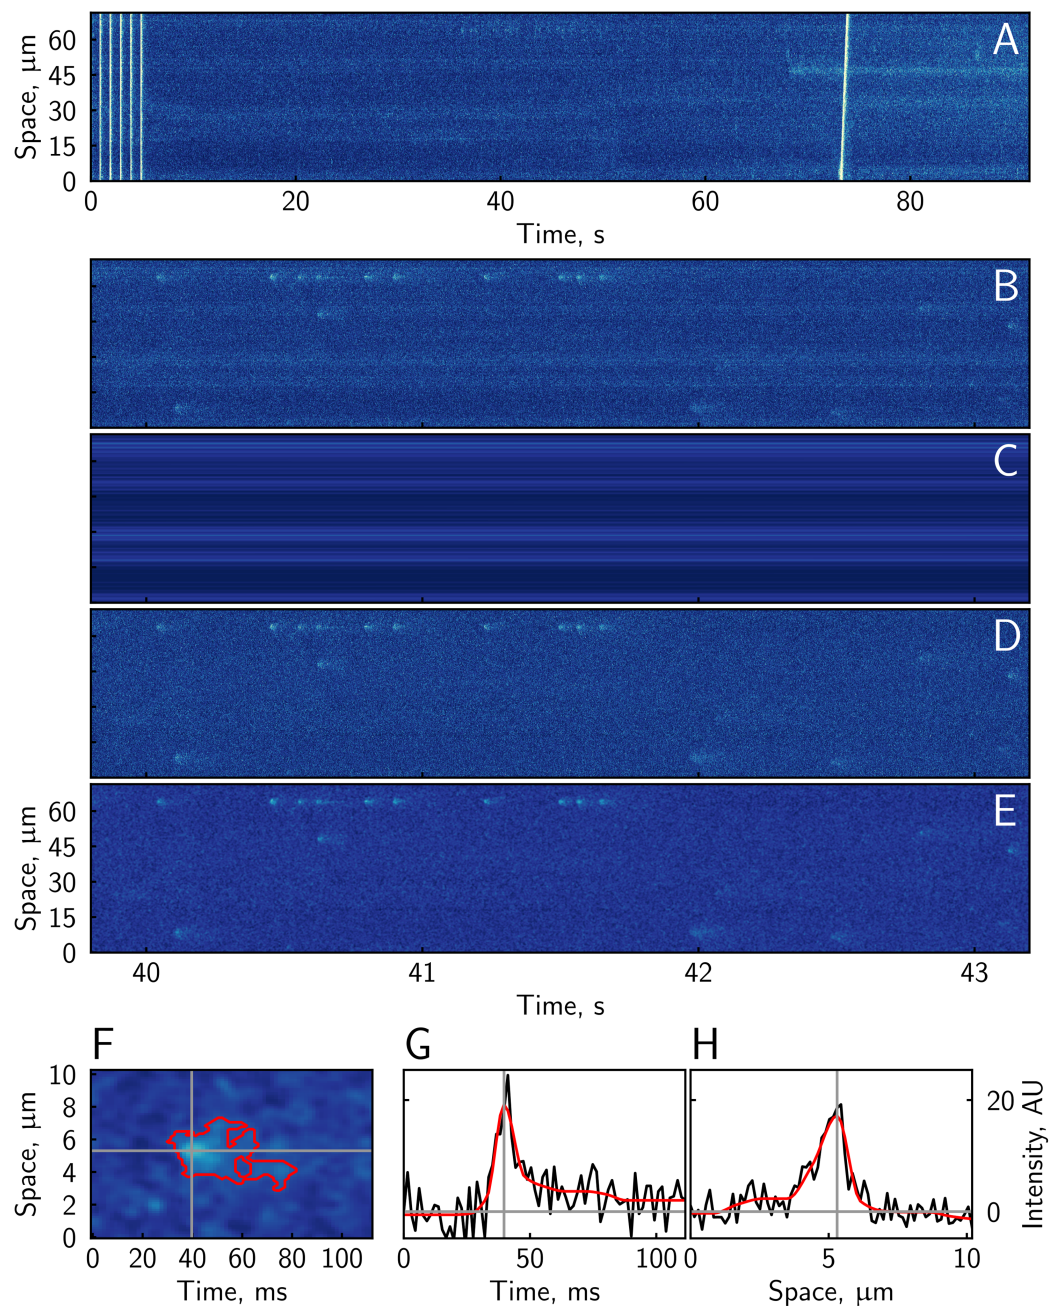 A
60
45
30
15
0
Space, μm
0 20 40 60 80
Time, s
B
C
D
E
60
45
30
15
0
Space, μm
40 41 42 43
Time, s
F G H
10
8
6
4
2
0
Space, μm
0 20 40 60 80 100
Time, ms
0 50 100
Time, ms
0 5 10
Space, μm
20
0
Intensity, AU